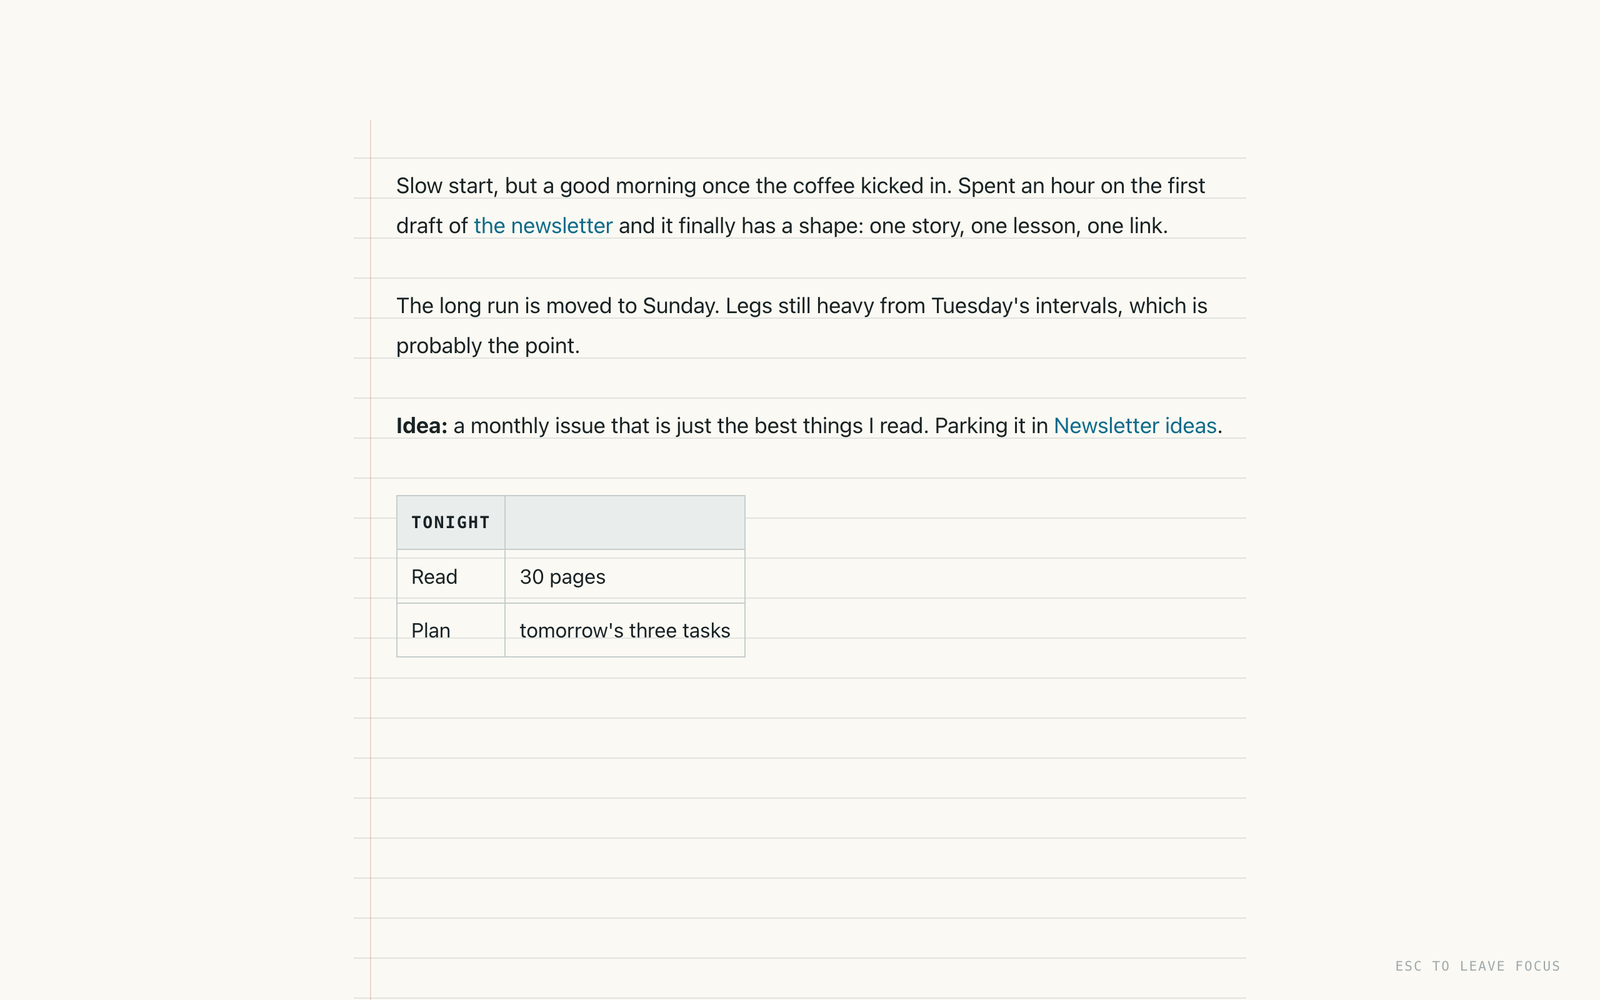 Slow start, but a good morning once the coffee kicked in. Spent an hour on the first
draft of the newsletter and it finally has a shape: one story, one lesson, one link.
The long run is moved to Sunday. Legs still heavy from Tuesday's intervals, which is
probably the point.
Idea: a monthly issue that is just the best things I read. Parking it in Newsletter ideas.
TONIGHT
Read 30 pages
Plan tomorrow's three tasks
ESC TO LEAVE FOCUS